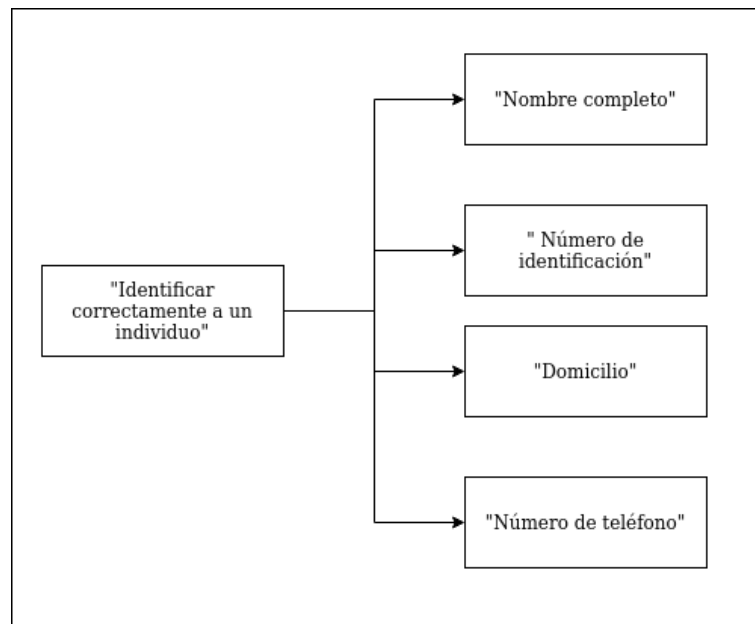 "Nombre completo"
" Número de
identificación"
"Identificar
correctamente a un
individuo"
"Domicilio"
"Número de teléfono"